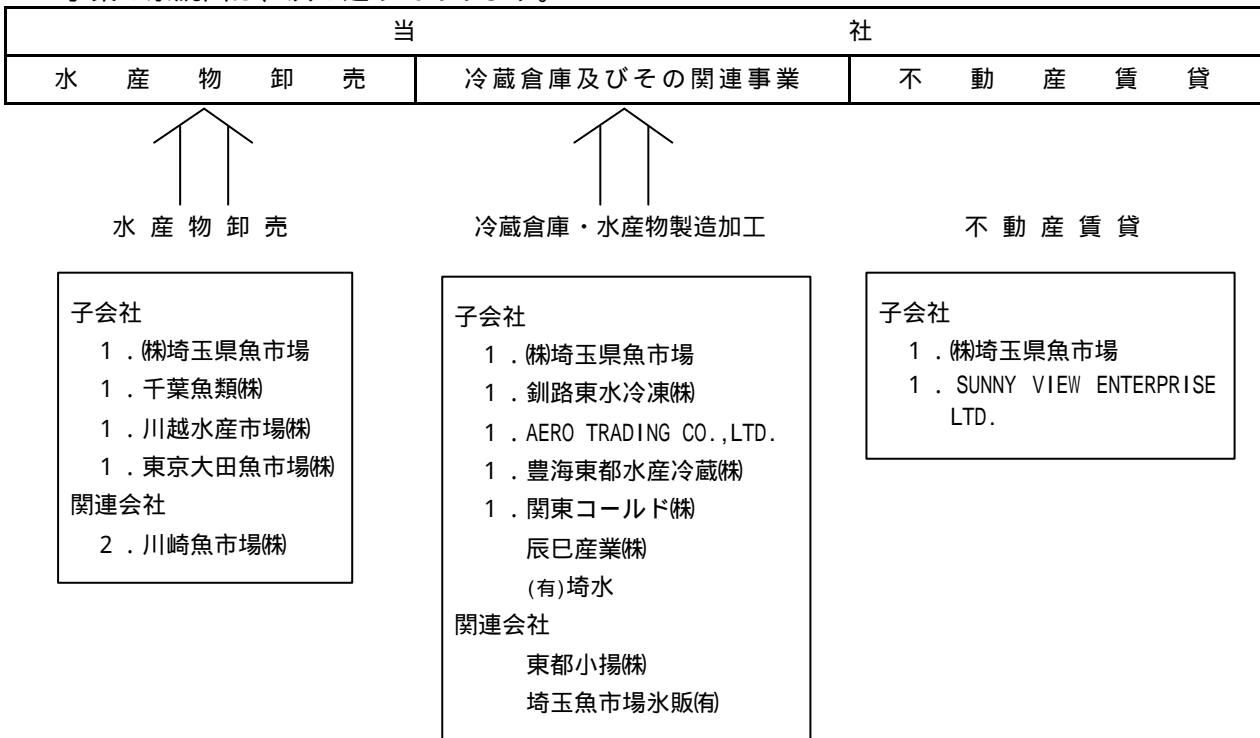 当 社
水 産 物 卸 売 冷蔵倉庫及びその関連事業 不 動 産 賃 貸
水 産 物 卸 売 冷蔵倉庫・水産物製造加工 不 動 産 賃 貸
子会社
1 . ㈱埼玉県魚市場
1 . 千葉魚類㈱
1 . 川越水産市場㈱
1 . 東京大田魚市場㈱
関連会社
2 . 川崎魚市場㈱
子会社
1 . ㈱埼玉県魚市場
1 . 釧路東水冷凍㈱
1 . AERO TRADING CO.,LTD.
1 . 豊海東都水産冷蔵㈱
1 . 関東コールド㈱
辰巳産業㈱
(有)埼水
関連会社
東都小揚㈱
埼玉魚市場氷販㈲
子会社
1 . ㈱埼玉県魚市場
1 . SUNNY VIEW ENTERPRISE
LTD.